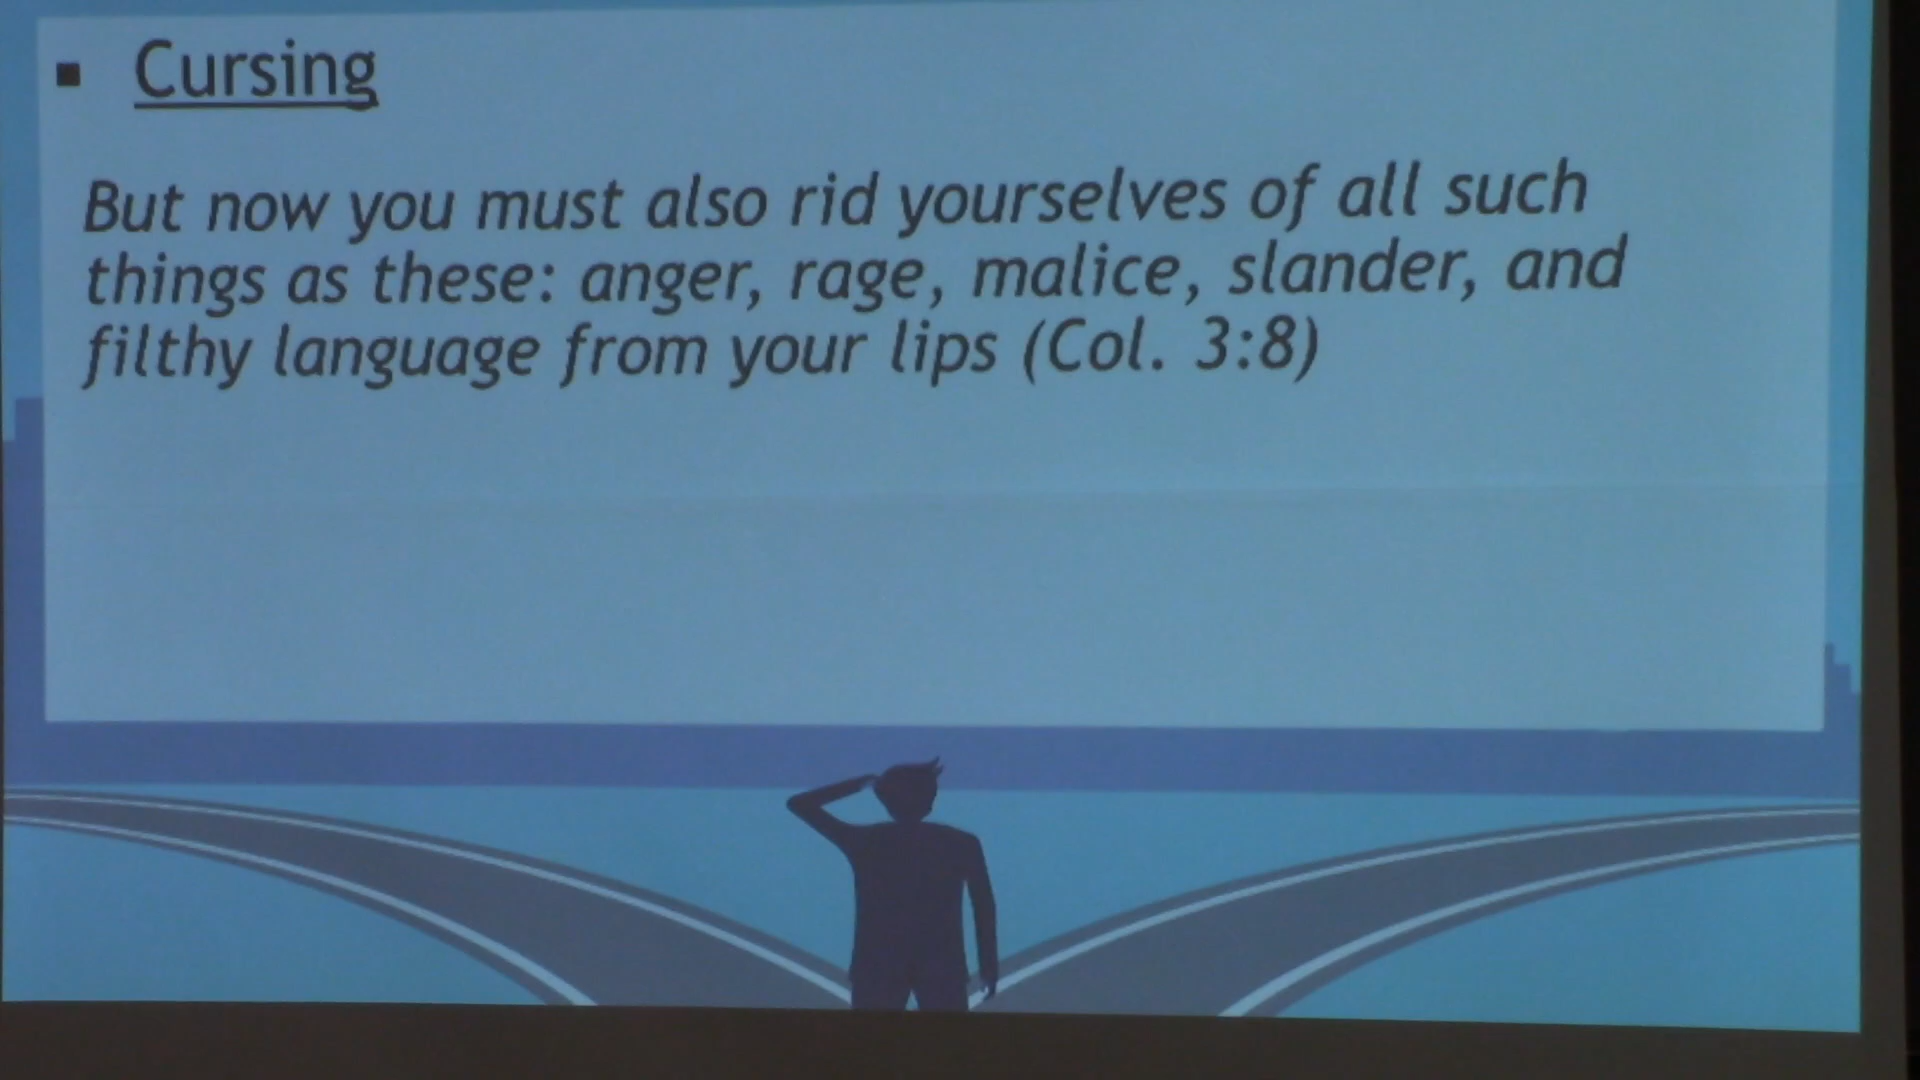 ▪ Cursing
But now you must also rid yourselves of all such
things as these: anger, rage, malice, slander, and
filthy language from your lips (Col. 3:8)